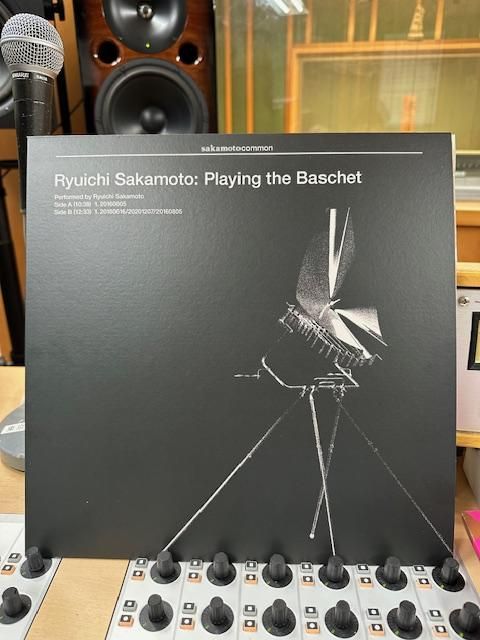 sakamotocommon
Ryuichi Sakamoto: Playing the Baschet
Performed by Ryuichi Sakamoto
Side A (10:38) 1. 20160805
Side B (12:33) 1. 20160616/20201207/20160805